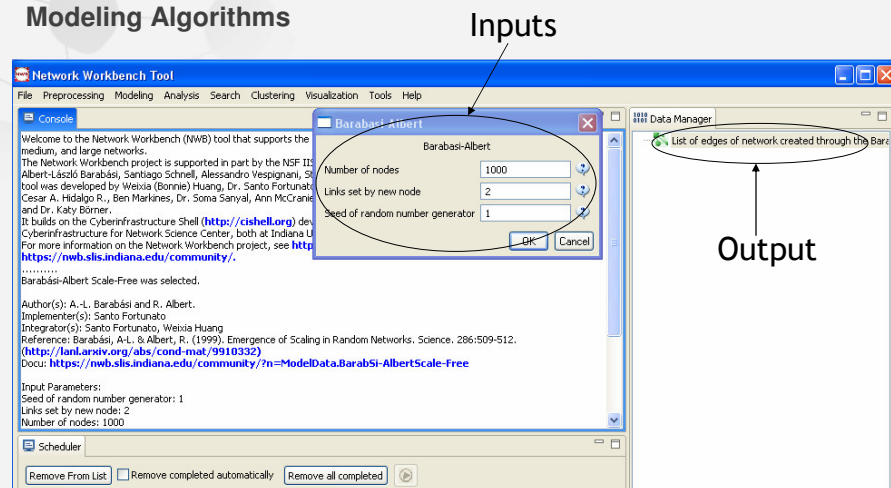 Modeling Algorithms
Inputs
Network Workbench Tool
File Preprocessing Modeling Analysis Search Clustering Visualization Tools Help
Console
Welcome to the Network Workbench (NWB) tool that supports the
medium, and large networks.
The Network Workbench project is supported in part by the NSF IIS
Albert-László Barabási, Santiago Schnell, Alessandro Vespignani, St
tool was developed by Weixia (Bonnie) Huang, Dr. Santo Fortunat
Cesar A. Hidalgo R., Ben Markines, Dr. Soma Sanyal, Ann McCranie
and Dr. Katy Börner.
It builds on the Cyberinfrastructure Shell (http://cishell.org) dev
Cyberinfrastructure for Network Science Center, both at Indiana U
For more information on the Network Workbench project, see http
https://nwb.slis.indiana.edu/community/.
..........
Barabási-Albert Scale-Free was selected.
Author(s): A.-L. Barabási and R. Albert.
Implementer(s): Santo Fortunato
Integrator(s): Santo Fortunato, Weixia Huang
Reference: Barabási, A-L. & Albert, R. (1999). Emergence of Scaling in Random Networks. Science. 286:509-512.
(http://lanl.arxiv.org/abs/cond-mat/9910332)
Docu: https://nwb.slis.indiana.edu/community/?n=ModelData.BarabSi-AlbertScale-Free
Input Parameters:
Seed of random number generator: 1
Links set by new node: 2
Number of nodes: 1000
Barabasi-Albert
Barabasi-Albert
Number of nodes 1000
Links set by new node 2
Seed of random number generator 1
OK Cancel
Data Manager
List of edges of network created through the Bara
Output
Scheduler
Remove From List Remove completed automatically Remove all completed